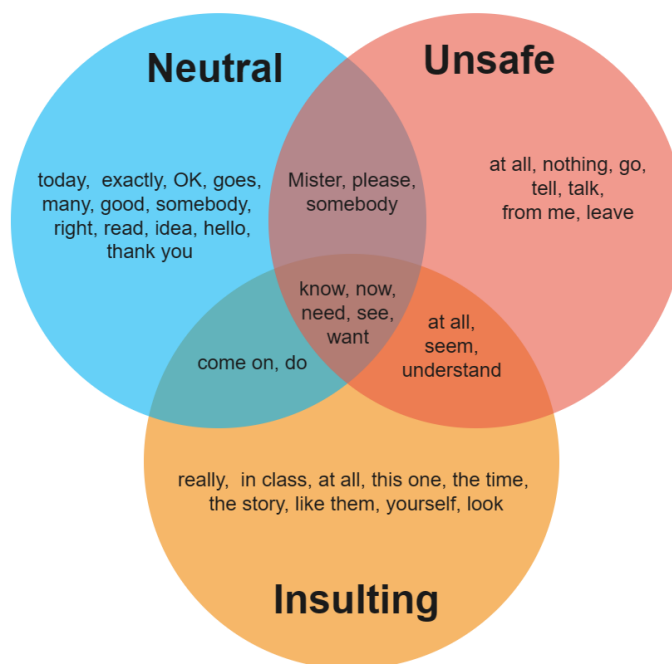 Neutral
Unsafe
today, exactly, OK, goes,
many, good, somebody,
right, read, idea, hello,
thank you
Mister, please,
somebody
at all, nothing, go,
tell, talk,
from me, leave
know, now,
need, see,
want
at all,
seem,
understand
come on, do
really, in class, at all, this one, the time,
the story, like them, yourself, look
Insulting